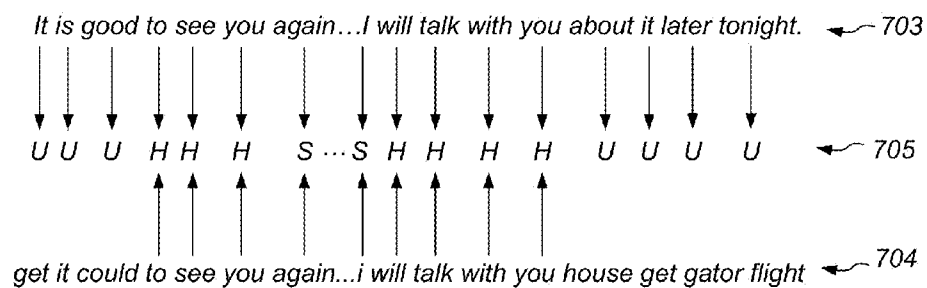 It is good to see you again...I will talk with you about it later tonight. 703
U U U H H H S ... S H H H H U U U U 705
get it could to see you again...i will talk with you house get gator flight 704